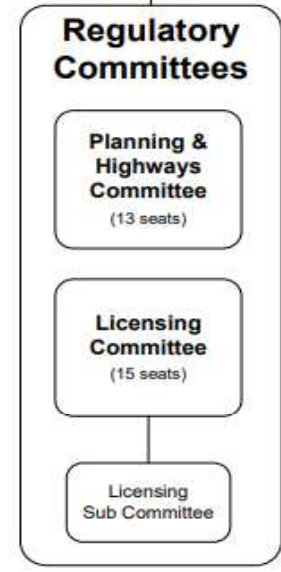 Regulatory
Committees
Planning &
Highways
Committee
(13 seats)
Licensing
Committee
(15 seats)
Licensing
Sub Committee